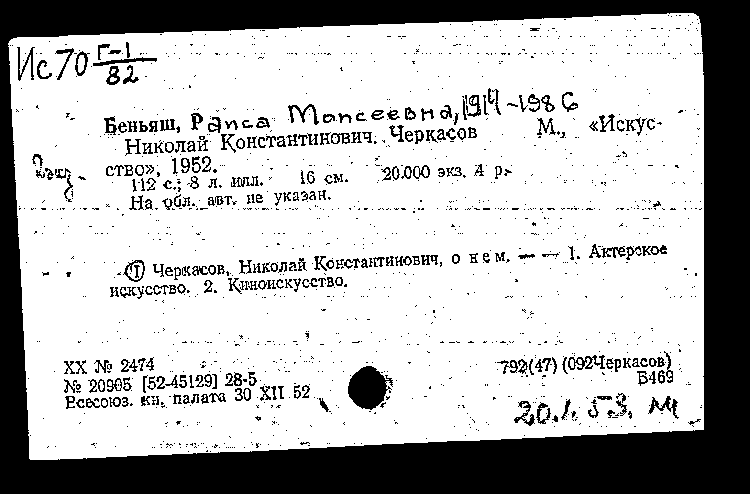 Ис70 Г-1/82
Беньяш, Раиса Моисеевна, 1914-1986
Николай Константинович Черкасов М., «Искус-
ство», 1952.
112 с.; 8 л. илл. 16 см. 20.000 экз. 4 р.
На обл. авт. не указан.
(1) Черкасов, Николай Константинович, о нем. — — 1. Актерское
искусство. 2. Киноискусство.
XX № 2474
№ 20905 [52-45129] 28-5
Всесоюз. кн. палата 30 XII 52
792(47)(092Черкасов)
Б469
20.1.53.